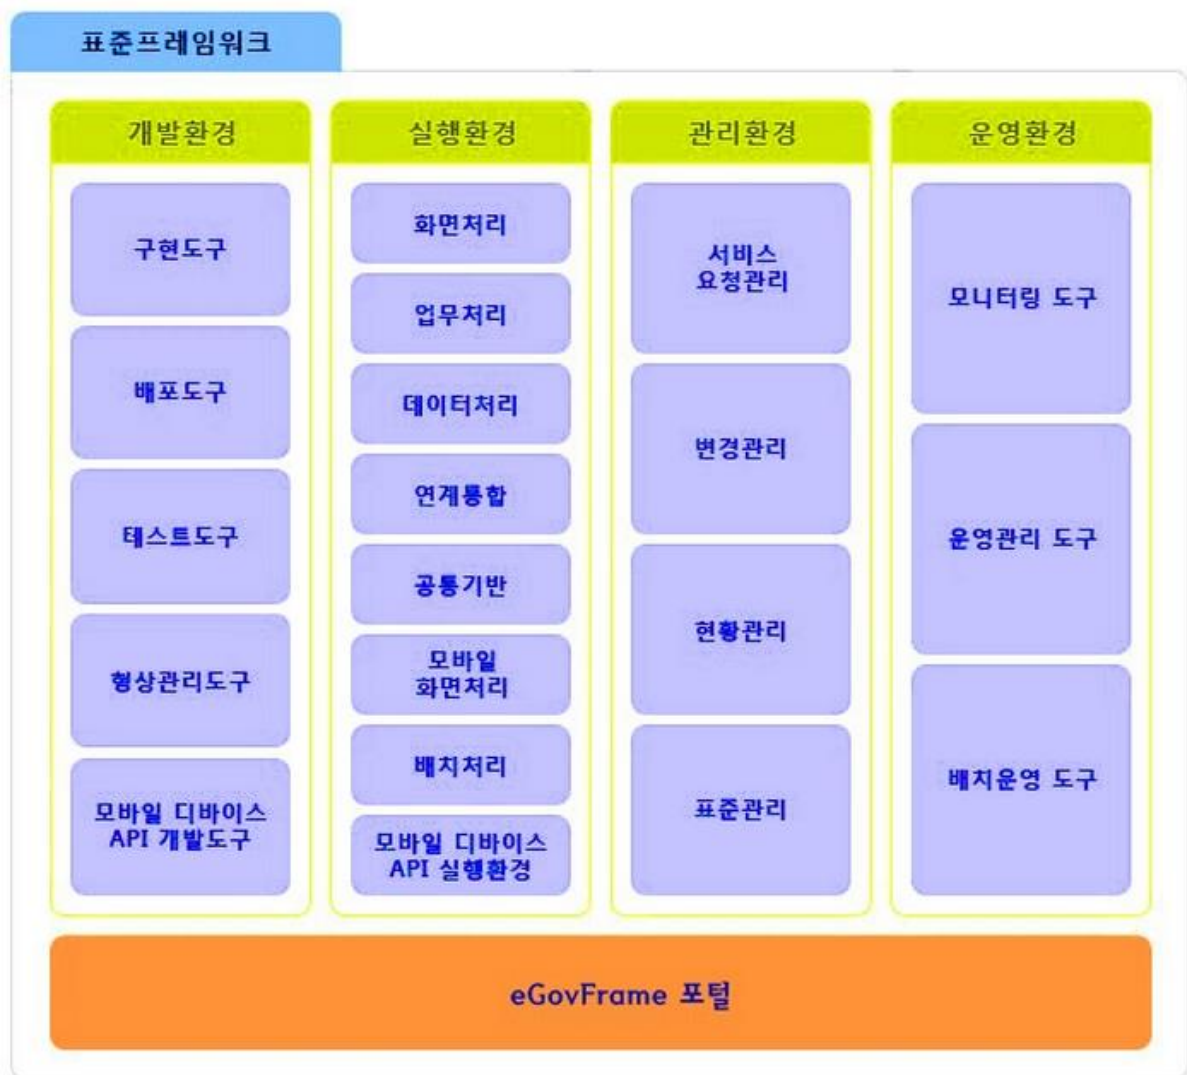 표준프레임워크
개발환경
구현도구
배포도구
테스트도구
형상관리도구
모바일 디바이스
API 개발도구
실행환경
화면처리
업무처리
데이터처리
연계통합
공통기반
모바일
화면처리
배치처리
모바일 디바이스
API 실행환경
관리환경
서비스
요청관리
변경관리
현황관리
표준관리
운영환경
모니터링 도구
운영관리 도구
배치운영 도구
eGovFrame 포털